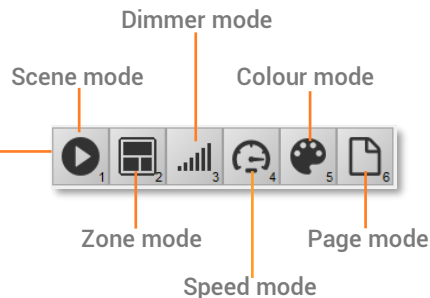 Dimmer mode
Scene mode
Colour mode
1 2 3 4 5 6
Zone mode
Page mode
Speed mode